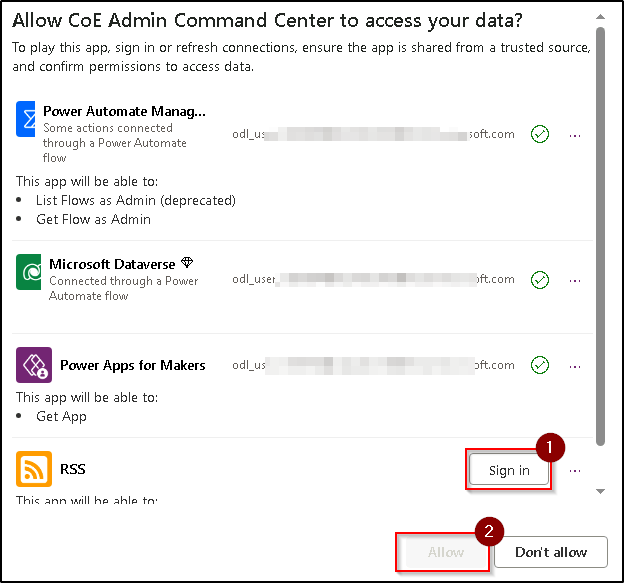 Allow CoE Admin Command Center to access your data?
To play this app, sign in or refresh connections, ensure the app is shared from a trusted source,
and confirm permissions to access data.
Power Automate Manag...
Some actions connected
through a Power Automate
flow
odl_us soft.com
This app will be able to:
• List Flows as Admin (deprecated)
• Get Flow as Admin
Microsoft Dataverse
Connected through a Power
Automate flow
odl_user oft.com
Power Apps for Makers
odl_us oft.com
This app will be able to:
• Get App
1
RSS
Sign in
This app will be able to:
2
Allow
Don't allow